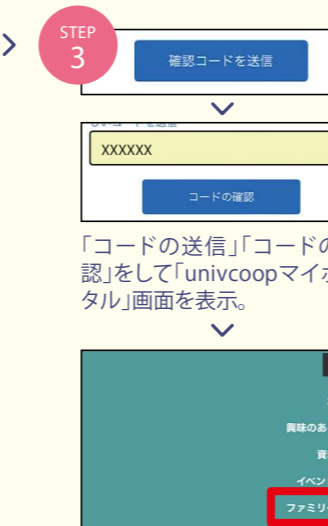 STEP
3
確認コードを送信
XXXXXX
コードの確認
「コードの送信」「コードの
認」をして「univcoopマイポ
タル」画面を表示。
興味のあ
資
イベン
ファミリ